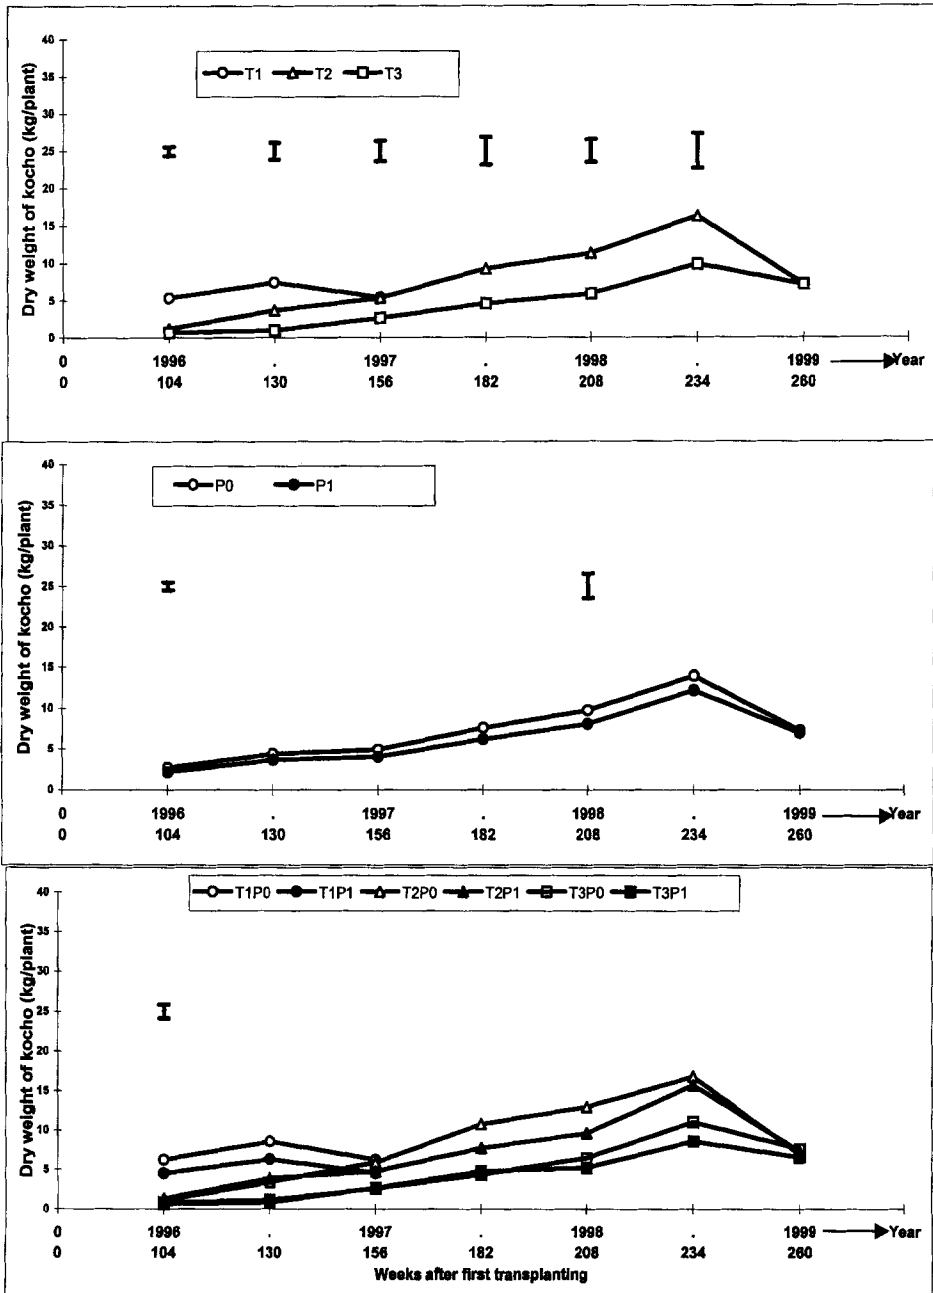 Dry weight of kocho (kg/plant)
40
35
30
25
20
15
10
5
0
T1 T2 T3
0 1996 . 1997 . 1998 . 1999 Year
0 104 130 156 182 208 234 260
Dry weight of kocho (kg/plant)
40
35
30
25
20
15
10
5
0
P0 P1
0 1996 . 1997 . 1998 . 1999 Year
0 104 130 156 182 208 234 260
Dry weight of kocho (kg/plant)
40
35
30
25
20
15
10
5
0
T1P0 T1P1 T2P0 T2P1 T3P0 T3P1
0 1996 . 1997 . 1998 . 1999 Year
0 104 130 156 182 208 234 260
Weeks after first transplanting